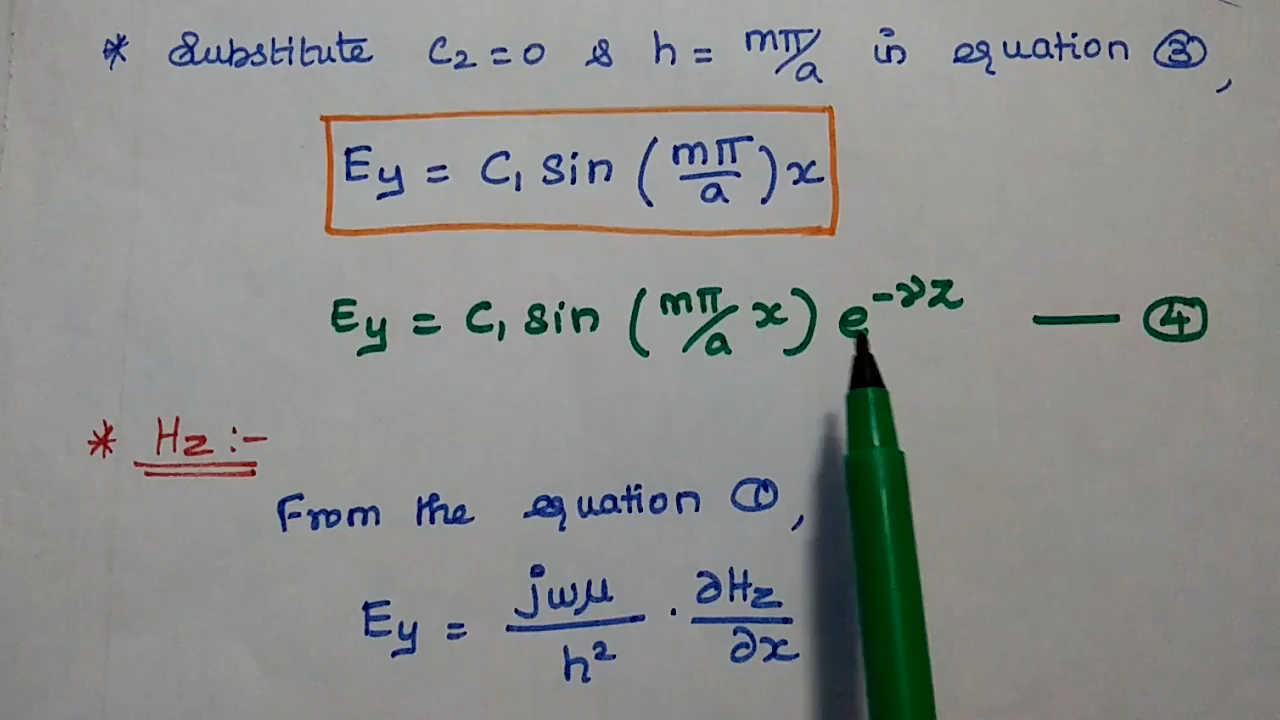 * Substitute C₂ = 0 & h = mπ/a in equation ③,
Ey = C₁ sin (mπ/a) x
Ey = C₁ sin (mπ/a x) e^-γz —— ④
* Hz :-
From the equation ①,
Ey = jωμ/h² · ∂Hz/∂x